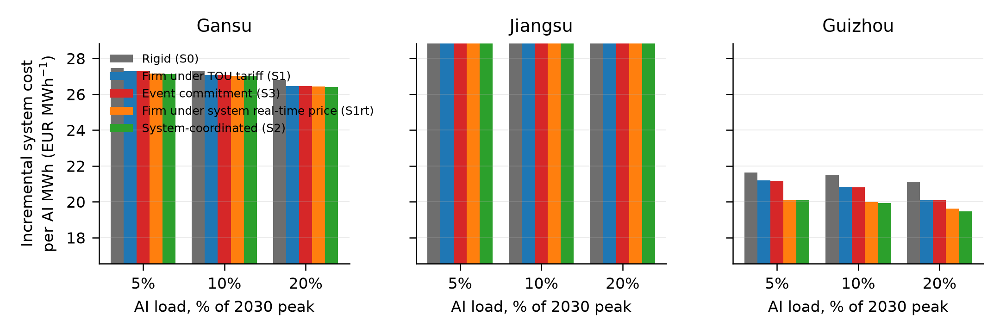 Gansu
Jiangsu
Guizhou
Incremental system cost
per AI MWh (EUR MWh⁻¹)
28
26
24
22
20
18
Rigid (S0)
Firm under TOU tariff (S1)
Event commitment (S3)
Firm under system real-time price (S1rt)
System-coordinated (S2)
5%
10%
20%
5%
10%
20%
5%
10%
20%
AI load, % of 2030 peak
AI load, % of 2030 peak
AI load, % of 2030 peak